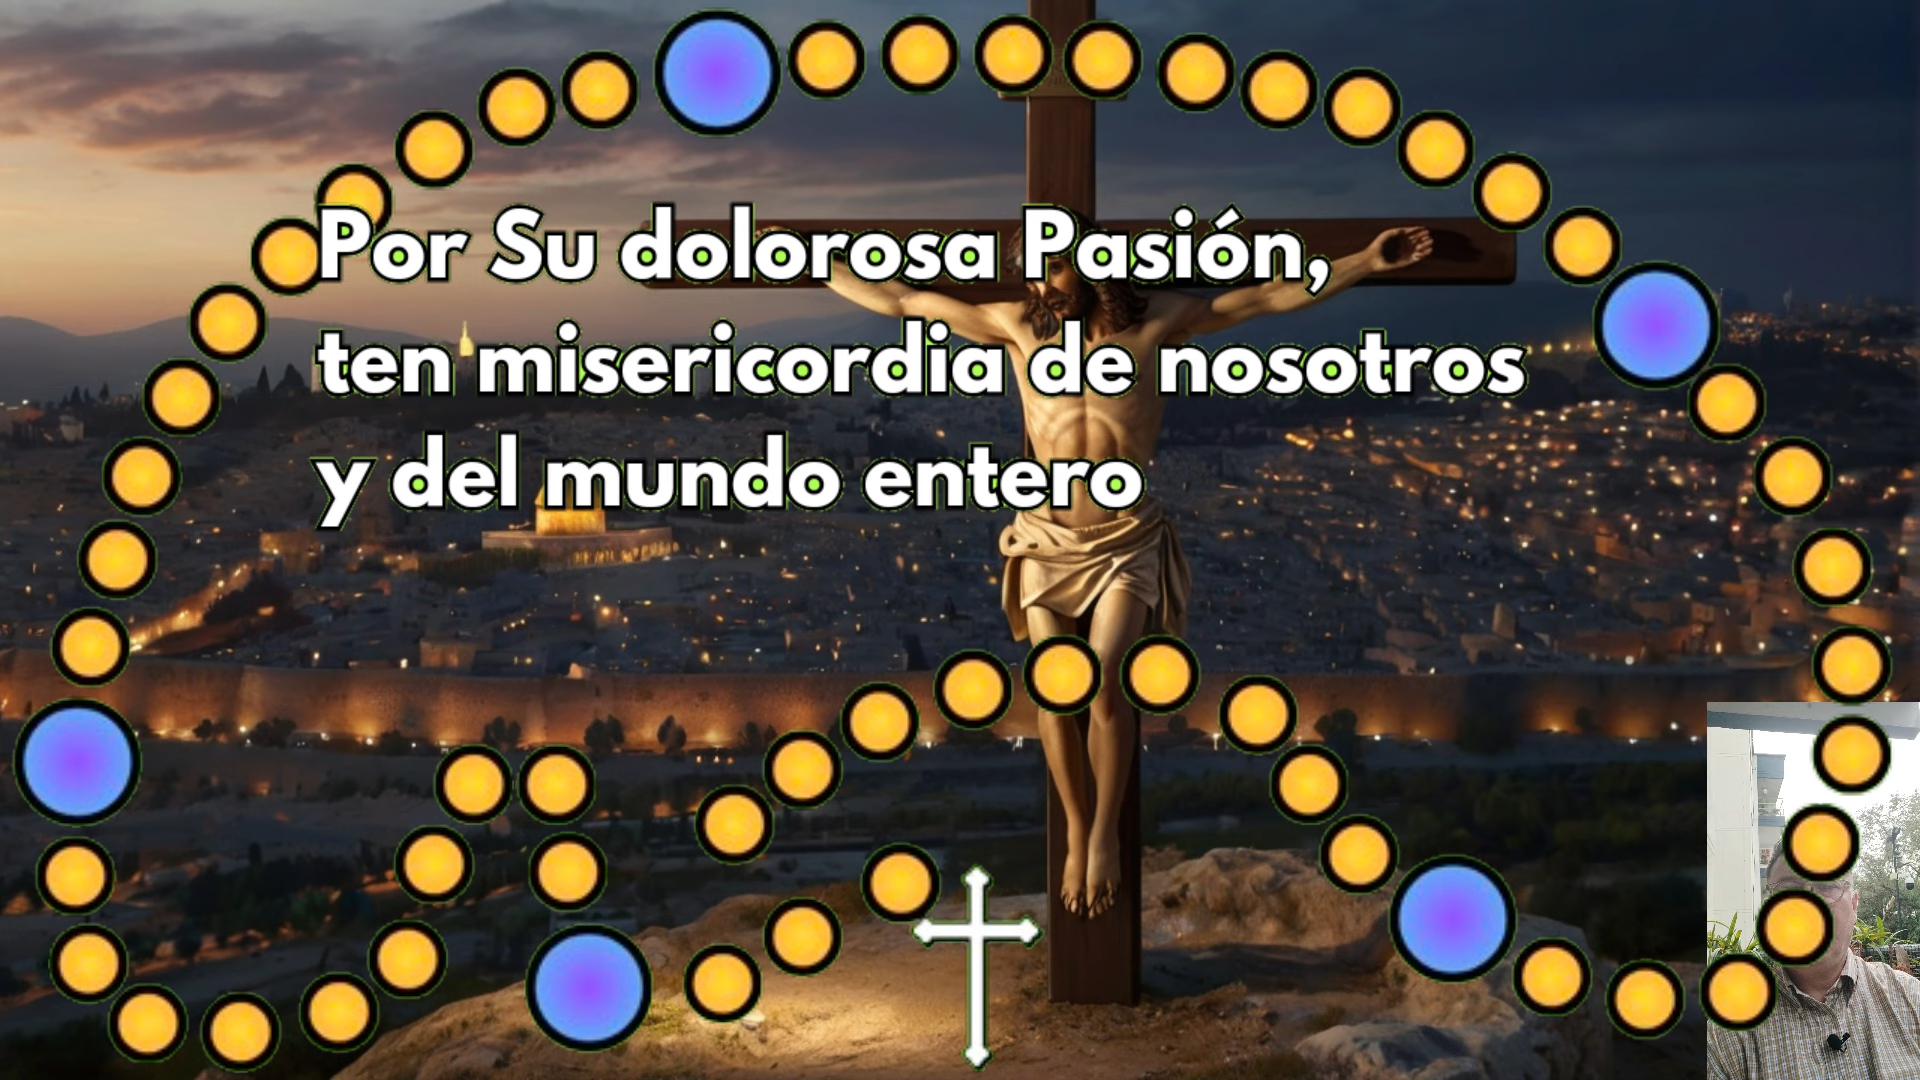 Por Su dolorosa Pasión,
ten misericordia de nosotros
y del mundo entero